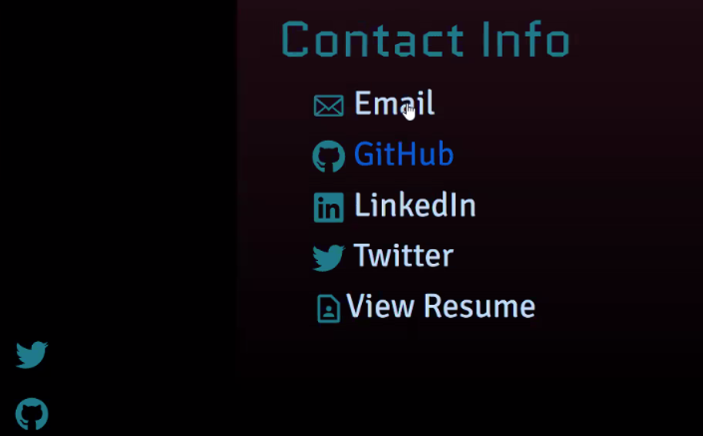 Contact Info
Email
GitHub
LinkedIn
Twitter
View Resume